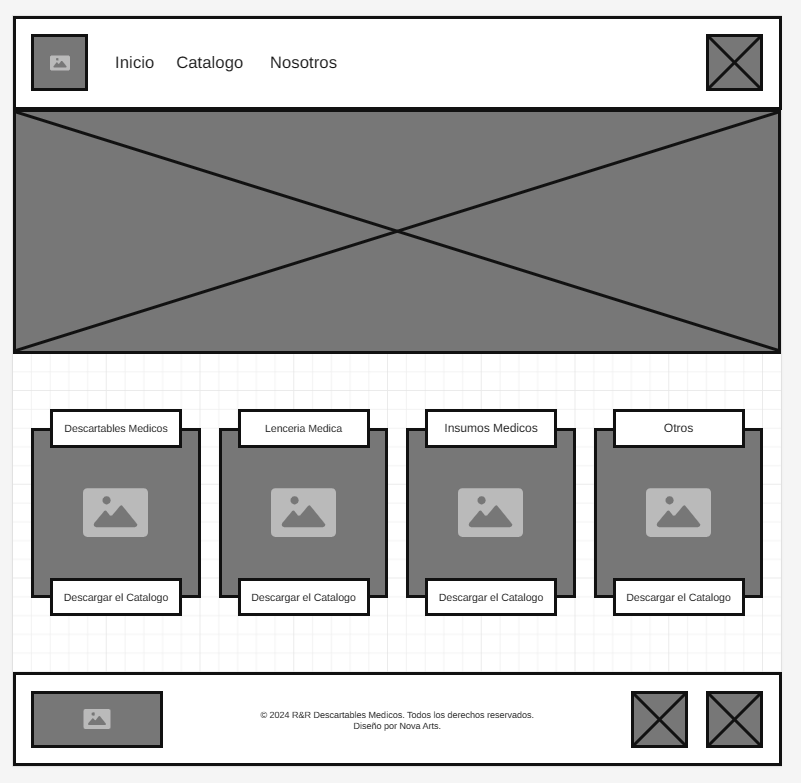 Inicio Catalogo Nosotros
Descartables Medicos
Lenceria Medica
Insumos Medicos
Otros
Descargar el Catalogo
Descargar el Catalogo
Descargar el Catalogo
Descargar el Catalogo
© 2024 R&R Descartables Medicos. Todos los derechos reservados.
Diseño por Nova Arts.